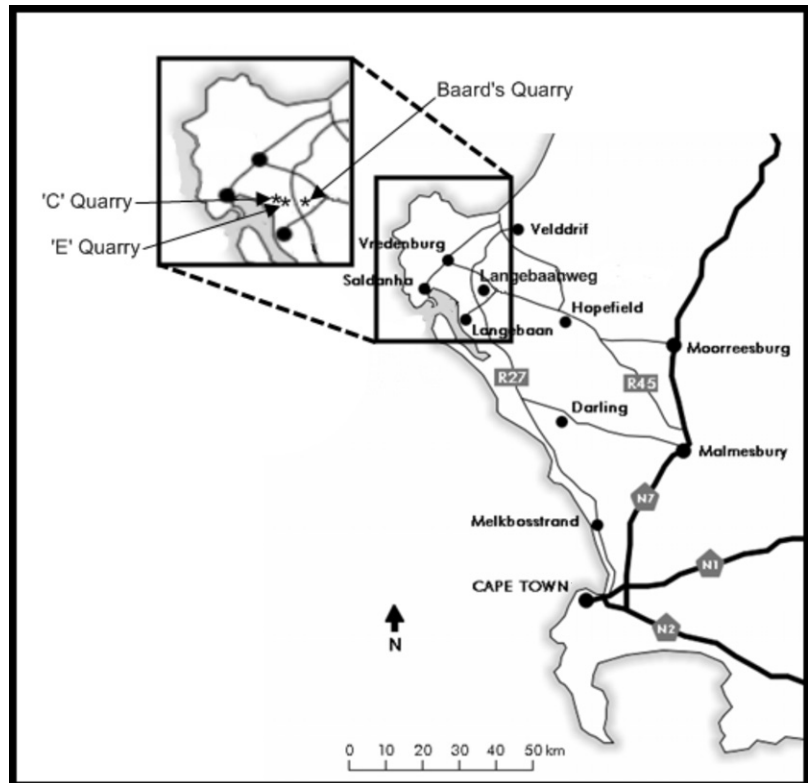 Baard's Quarry
'C' Quarry
'E' Quarry
Velddrif
Vredenburg
Saldanha
Langebaanweg
Hopefield
Langebaan
Moorreesburg
R27
R45
Darling
Malmesbury
N7
Melkbosstrand
N1
CAPE TOWN
N2
N
0 10 20 30 40 50 km